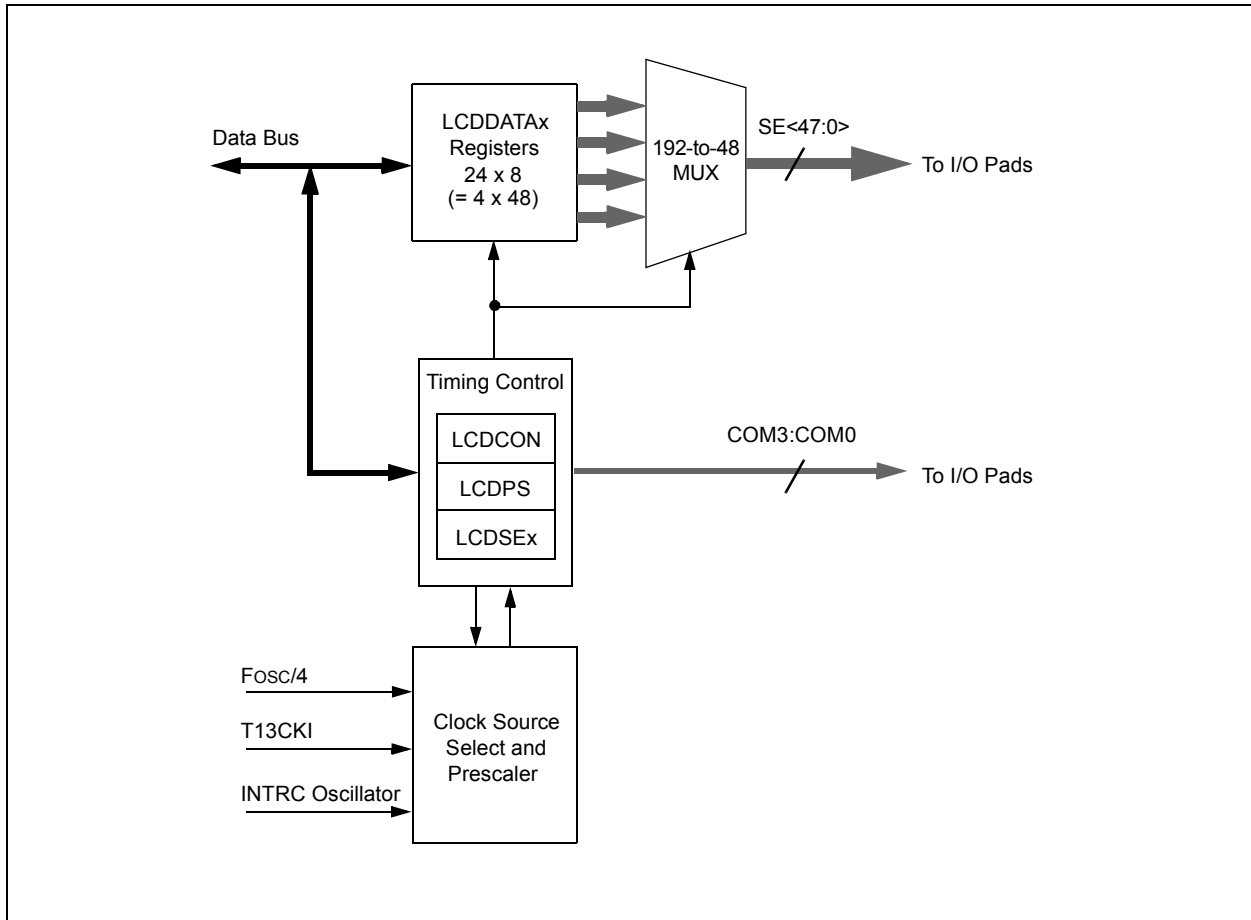 Data Bus
LCDDATAx
Registers
24 x 8
(= 4 x 48)
192-to-48
MUX
SE<47:0>
To I/O Pads
Timing Control
LCDCON
LCDPS
LCDSEx
COM3:COM0
To I/O Pads
FOSC/4
T13CKI
INTRC Oscillator
Clock Source
Select and
Prescaler